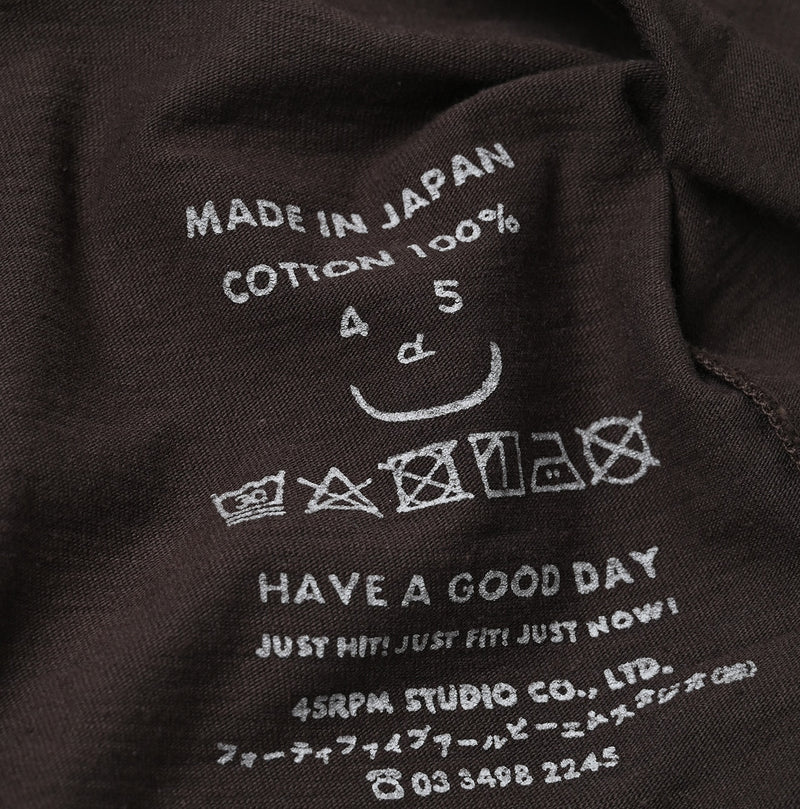 MADE IN JAPAN
COTTON 100%
4 5
R
30
HAVE A GOOD DAY
JUST HIT! JUST FIT! JUST NOW!
45RPM STUDIO CO., LTD.
フォーティファイブアールピーエムスタジオ(株)
☎ 03 3498 2245